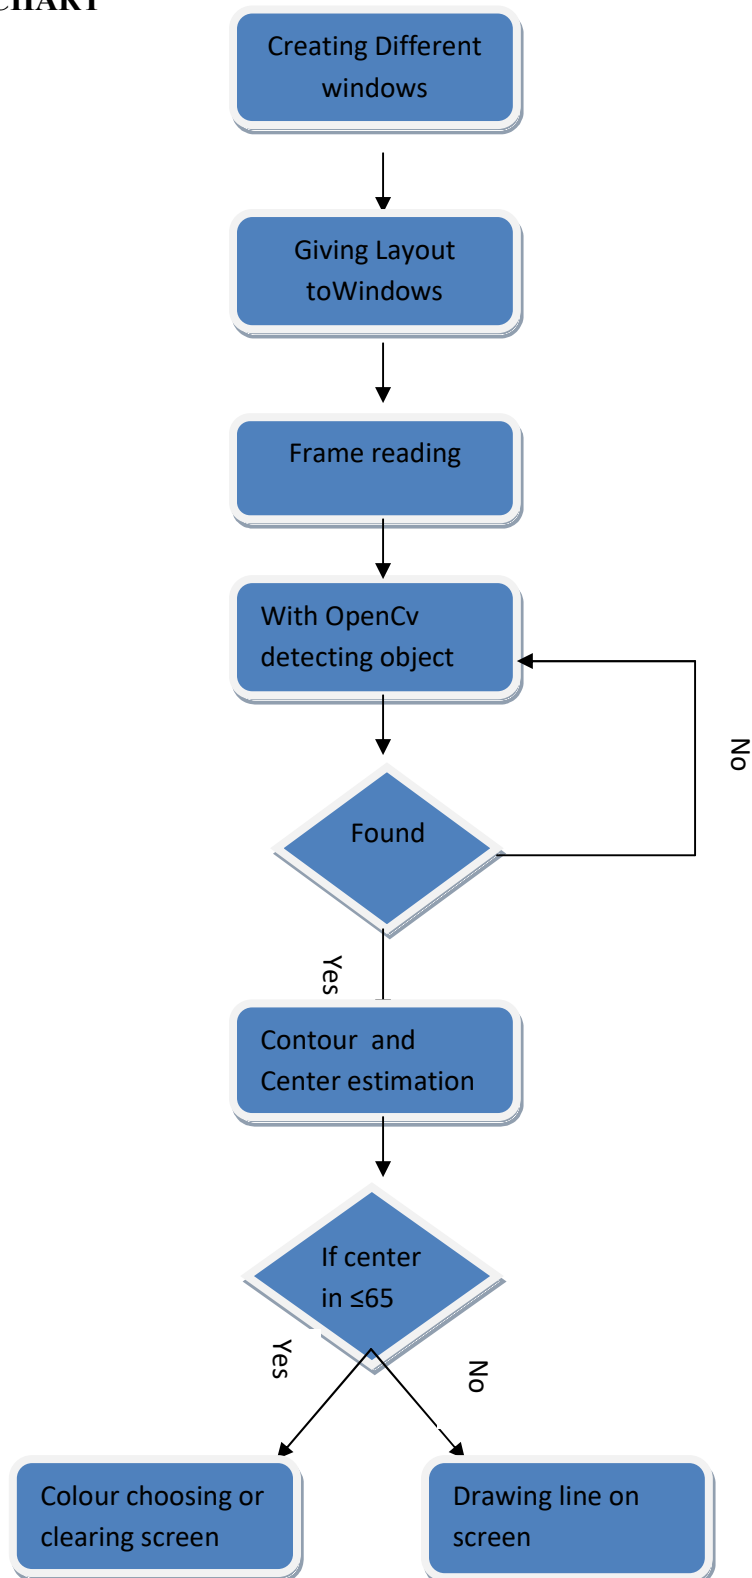 CHART
Creating Different
windows
Giving Layout
toWindows
Frame reading
With OpenCv
detecting object
No
Found
Yes
Contour and
Center estimation
If center
in ≤65
Yes
No
Colour choosing or
clearing screen
Drawing line on
screen